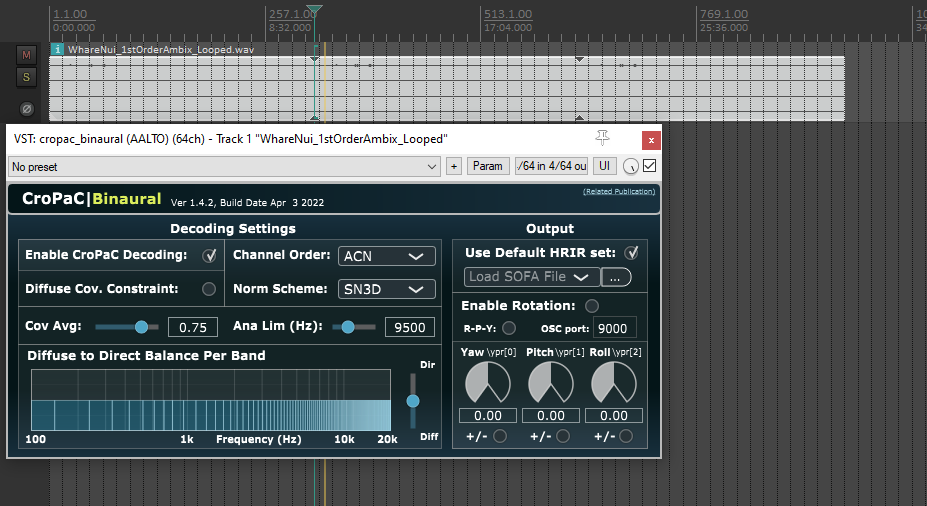 1.1.00 257.1.00 513.1.00 769.1.00 10
0:00.000 8:32.000 17:04.000 25:36.000 34
M
i WhareNui_1stOrderAmbix_Looped.wav
S
VST: cropac_binaural (AALTO) (64ch) - Track 1 "WhareNui_1stOrderAmbix_Looped"
No preset + Param /64 in 4/64 ou UI
CroPaC|Binaural Ver 1.4.2, Build Date Apr 3 2022 (Related Publication)
Decoding Settings
Enable CroPaC Decoding: Channel Order: ACN
Diffuse Cov. Constraint: Norm Scheme: SN3D
Cov Avg: 0.75 Ana Lim (Hz): 9500
Diffuse to Direct Balance Per Band
Dir
100 1k Frequency (Hz) 10k 20k Diff
Output
Use Default HRIR set:
Load SOFA File ...
Enable Rotation:
R-P-Y: OSC port: 9000
Yaw \ypr[0] Pitch\ypr[1] Roll\ypr[2]
0.00 0.00 0.00
+/- +/- +/-